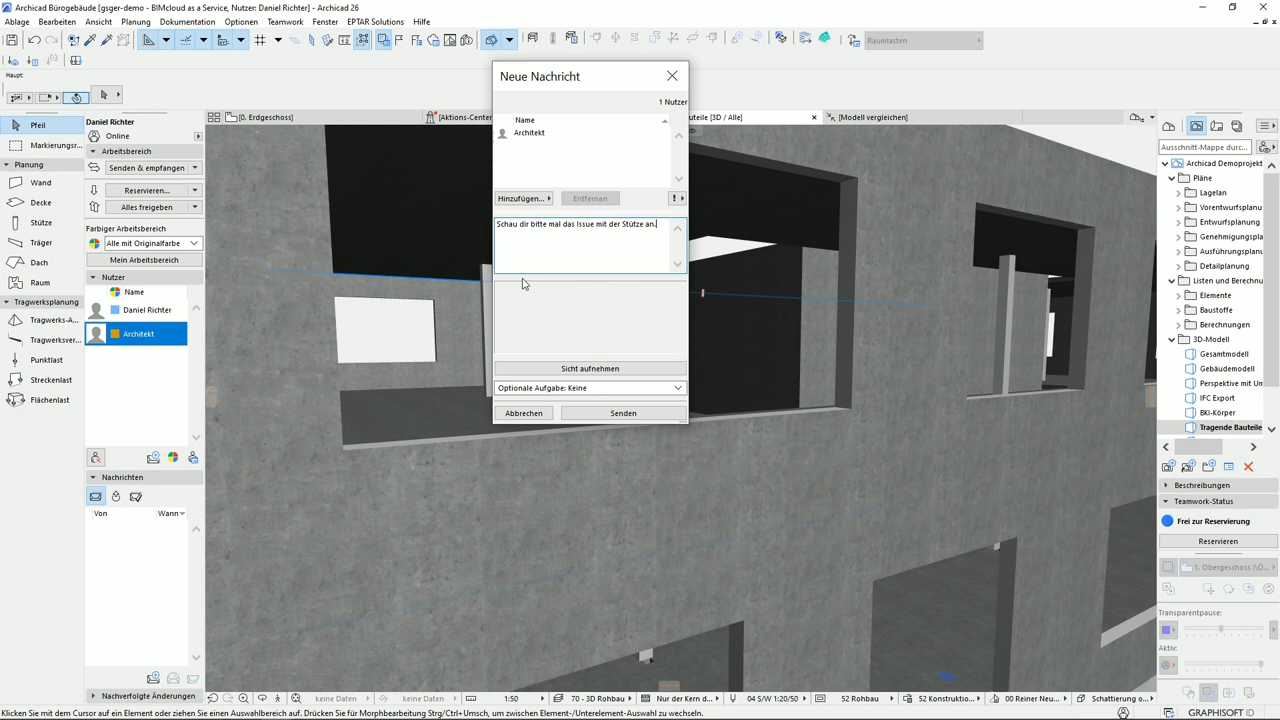 Archicad Bürogebäude (gsger-demo - BIMcloud as a Service, Nutzer: Daniel Richter) - Archicad 26
Ablage Bearbeiten Ansicht Planung Dokumentation Optionen Teamwork Fenster EPTAR Solutions Hilfe
Raumlasten
Haupt:
Pfeil
Markierungsr...
Planung
Wand
Decke
Stütze
Träger
Dach
Raum
Tragwerksplanung
Tragwerks-A...
Tragwerksver...
Punktlast
Streckenlast
Flächenlast
Daniel Richter
Online
Arbeitsbereich
Senden & empfangen
Reservieren...
Alles freigeben
Farbiger Arbeitsbereich
Alle mit Originalfarbe
Mein Arbeitsbereich
Nutzer
Name
Daniel Richter
Architekt
Nachrichten
Von Wann
Nachverfolgte Änderungen
[0. Erdgeschoss]
[Aktions-Center
uteile [3D / Alle]
[Modell vergleichen]
Neue Nachricht
1 Nutzer
Name
Architekt
Hinzufügen...
Entfernen
!
Schau dir bitte mal das Issue mit der Stütze an.
Sicht aufnehmen
Optionale Aufgabe: Keine
Abbrechen
Senden
Ausschnitt-Mappe durc...
Archicad Demoprojekt
Pläne
Lagelan
Vorentwurfsplanu
Entwurfsplanung
Genehmigungspla
Ausführungsplanu
Detailplanung
Listen und Berechnu
Elemente
Baustoffe
Berechnungen
3D-Modell
Gesamtmodell
Gebäudemodell
Perspektive mit Un
IFC Export
BKI-Körper
Tragende Bauteile
Beschreibungen
Teamwork-Status
Frei zur Reservierung
Reservieren
1. Obergeschoss (\Ö...
Transparentpause:
Aktiv:
keine Daten
keine Daten
1:50
70 - 3D Rohbau
Nur der Kern d...
04 S/W 1:20/50
52 Rohbau
52 Konstruktio...
00 Reiner Neu...
Schattierung o...
Klicken Sie mit dem Cursor auf ein Element oder ziehen Sie einen Auswahlbereich auf. Drücken Sie für Morphbearbeitung Strg/Ctrl+Umsch, um zwischen Element-/Unterelement-Auswahl zu wechseln.
GRAPHISOFT ID